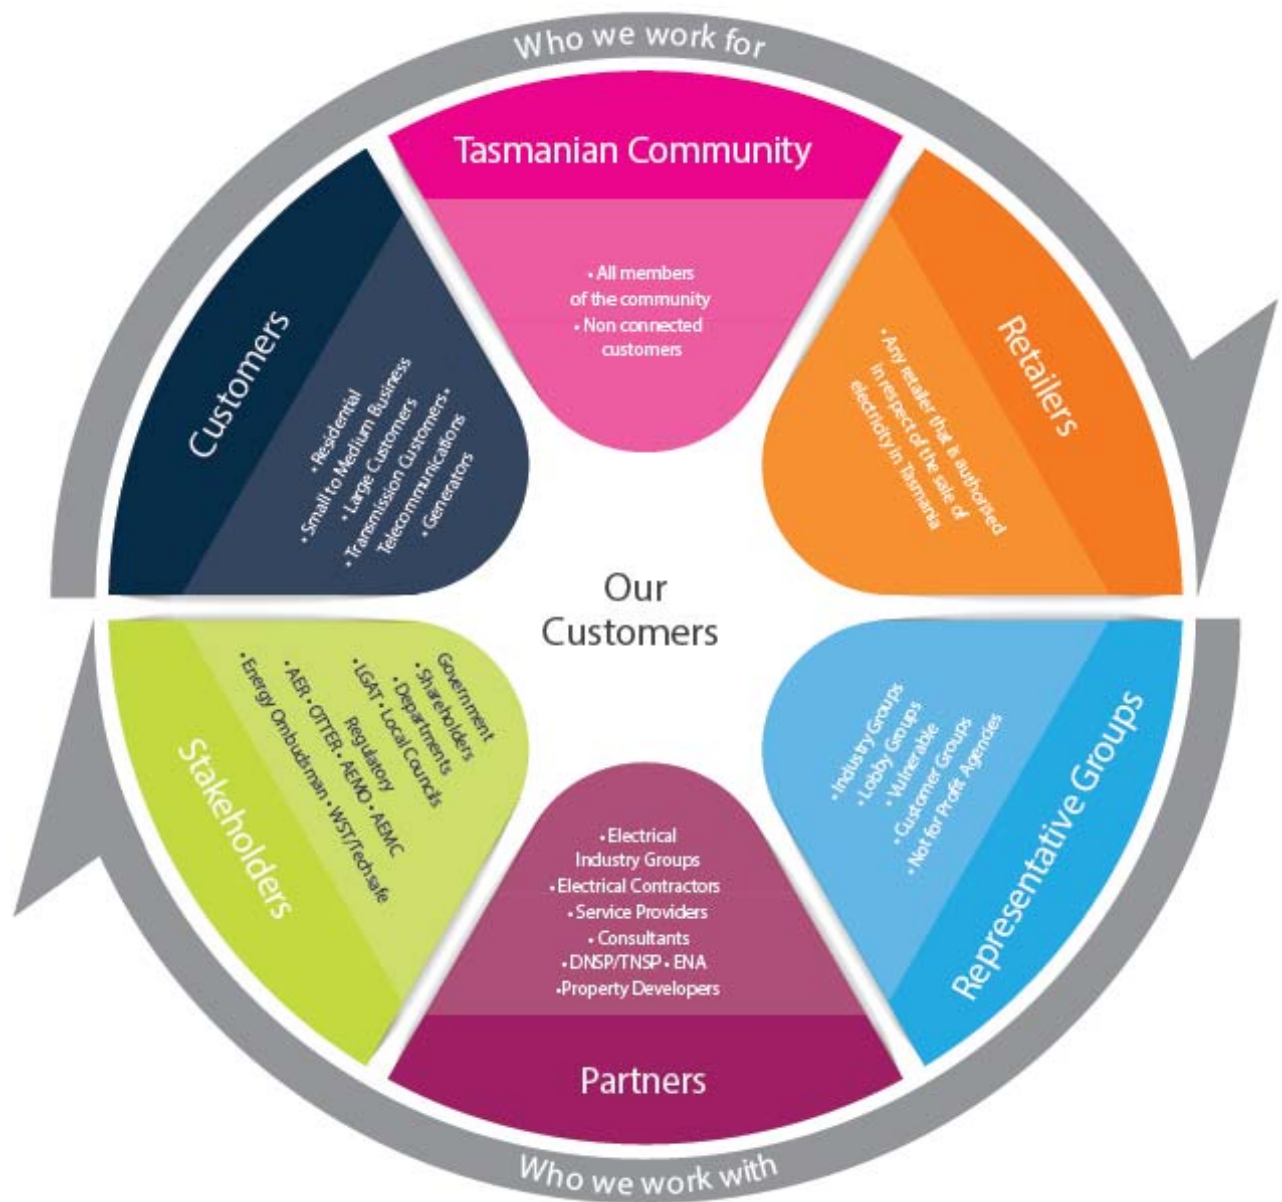 Who we work for
Tasmanian Community
• All members
of the community
• Non connected
customers
Retailers
• Any retailer that is authorised
in respect of the sale of
electricity in Tasmania
Customers
• Residential
• Small to Medium Business
• Large Customers
• Transmission Customers •
Telecommunications
• Generators
Our
Customers
Stakeholders
Government
• Shareholders
• Departments
• LGAT • Local Councils
Regulatory
• AER • OTTER • AEMO • AEMC
• Energy Ombudsman • WST/Techsafe
Representative Groups
• Industry Groups
• Lobby Groups
• Vulnerable
• Customer Groups
• Not for Profit Agencies
• Electrical
Industry Groups
• Electrical Contractors
• Service Providers
• Consultants
• DNSP/TNSP • ENA
•Property Developers
Partners
Who we work with